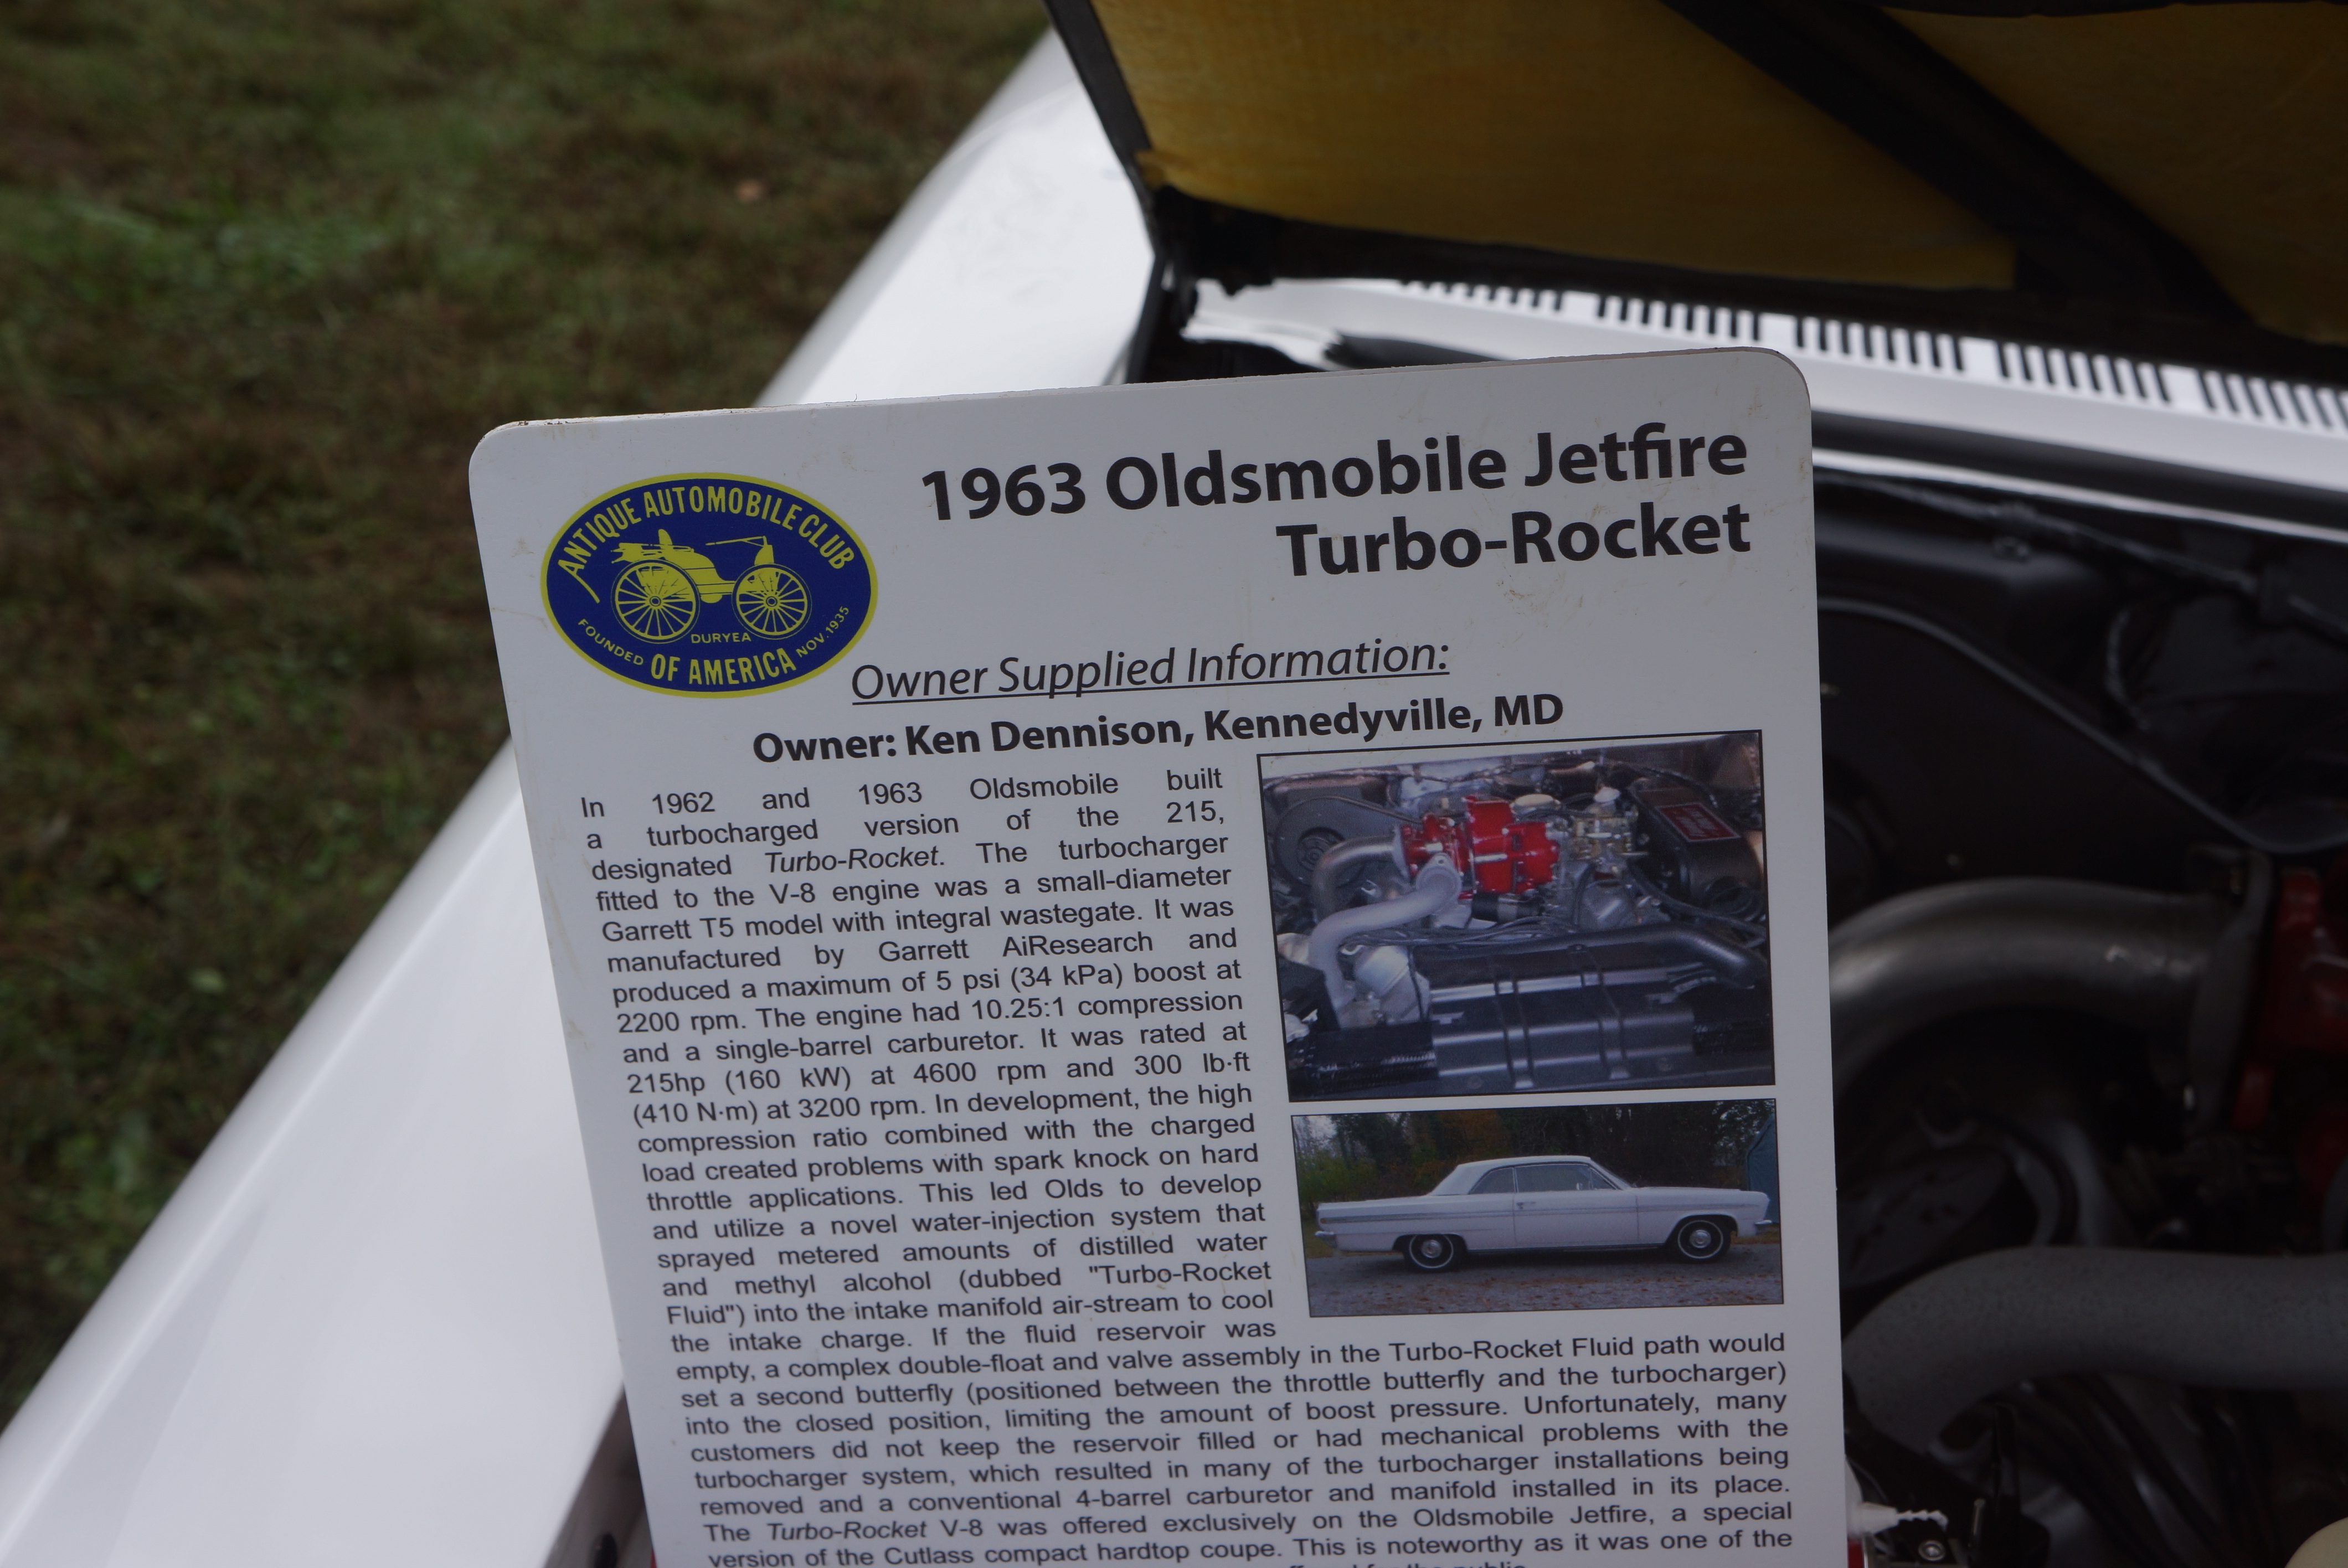 ANTIQUE AUTOMOBILE CLUB
DURYEA
FOUNDED NOV. 1935
OF AMERICA
1963 Oldsmobile Jetfire
Turbo-Rocket
Owner Supplied Information:
Owner: Ken Dennison, Kennedyville, MD
In 1962 and 1963 Oldsmobile built
a turbocharged version of the 215,
designated Turbo-Rocket. The turbocharger
fitted to the V-8 engine was a small-diameter
Garrett T5 model with integral wastegate. It was
manufactured by Garrett AiResearch and
produced a maximum of 5 psi (34 kPa) boost at
2200 rpm. The engine had 10.25:1 compression
and a single-barrel carburetor. It was rated at
215hp (160 kW) at 4600 rpm and 300 lb·ft
(410 N·m) at 3200 rpm. In development, the high
compression ratio combined with the charged
load created problems with spark knock on hard
throttle applications. This led Olds to develop
and utilize a novel water-injection system that
sprayed metered amounts of distilled water
and methyl alcohol (dubbed "Turbo-Rocket
Fluid") into the intake manifold air-stream to cool
the intake charge. If the fluid reservoir was
empty, a complex double-float and valve assembly in the Turbo-Rocket Fluid path would
set a second butterfly (positioned between the throttle butterfly and the turbocharger)
into the closed position, limiting the amount of boost pressure. Unfortunately, many
customers did not keep the reservoir filled or had mechanical problems with the
turbocharger system, which resulted in many of the turbocharger installations being
removed and a conventional 4-barrel carburetor and manifold installed in its place.
The Turbo-Rocket V-8 was offered exclusively on the Oldsmobile Jetfire, a special
version of the Cutlass compact hardtop coupe. This is noteworthy as it was one of the